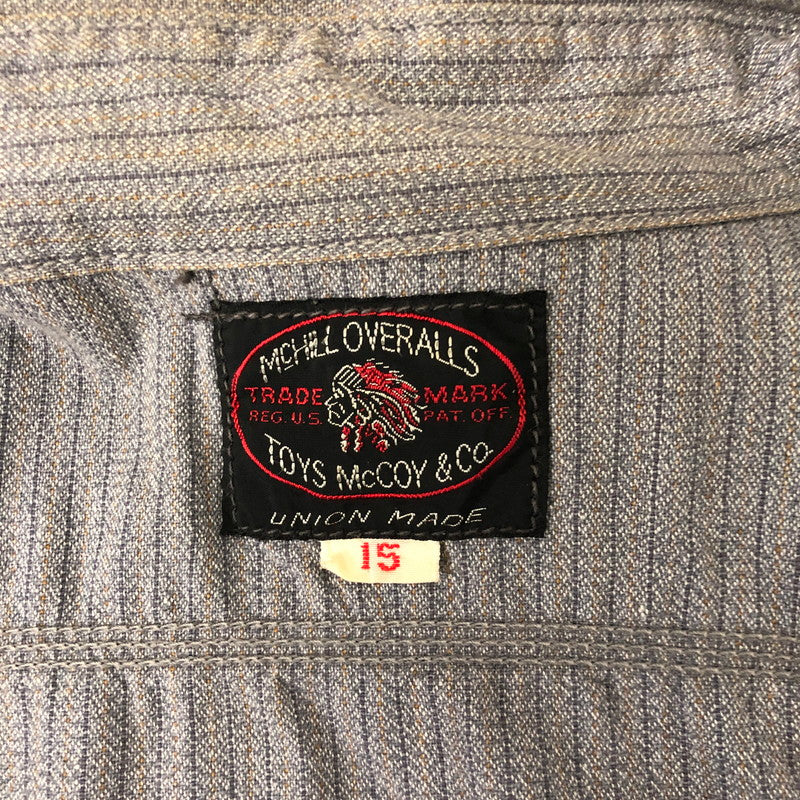 McHILL OVERALLS
TRADE MARK
REG. U.S. PAT. OFF.
TOYS McCOY & Co.
UNION MADE
15